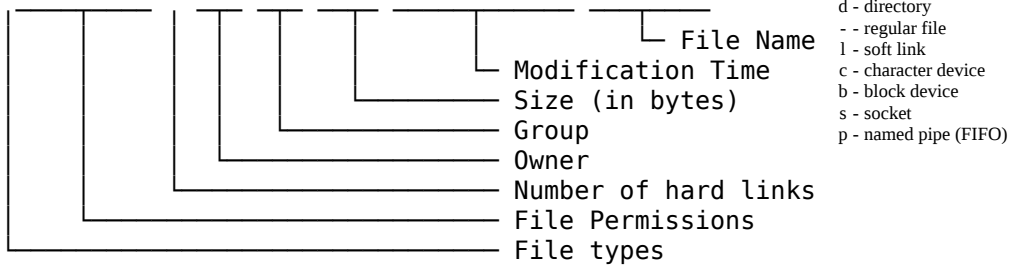 File Name
Modification Time
Size (in bytes)
Group
Owner
Number of hard links
File Permissions
File types
d - directory
- - regular file
l - soft link
c - character device
b - block device
s - socket
p - named pipe (FIFO)